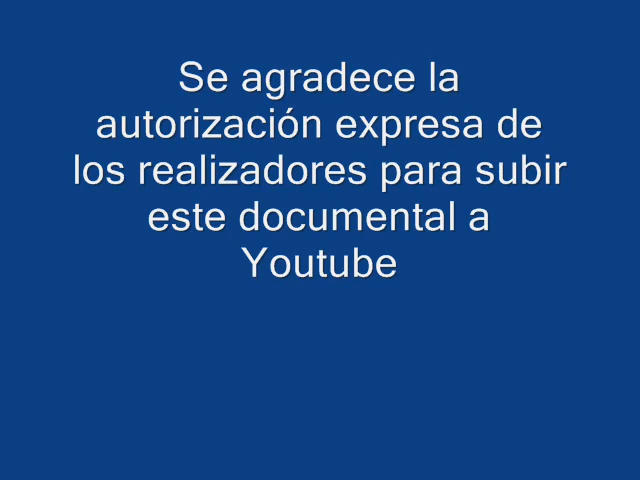 Se agradece la
autorización expresa de
los realizadores para subir
este documental a
Youtube